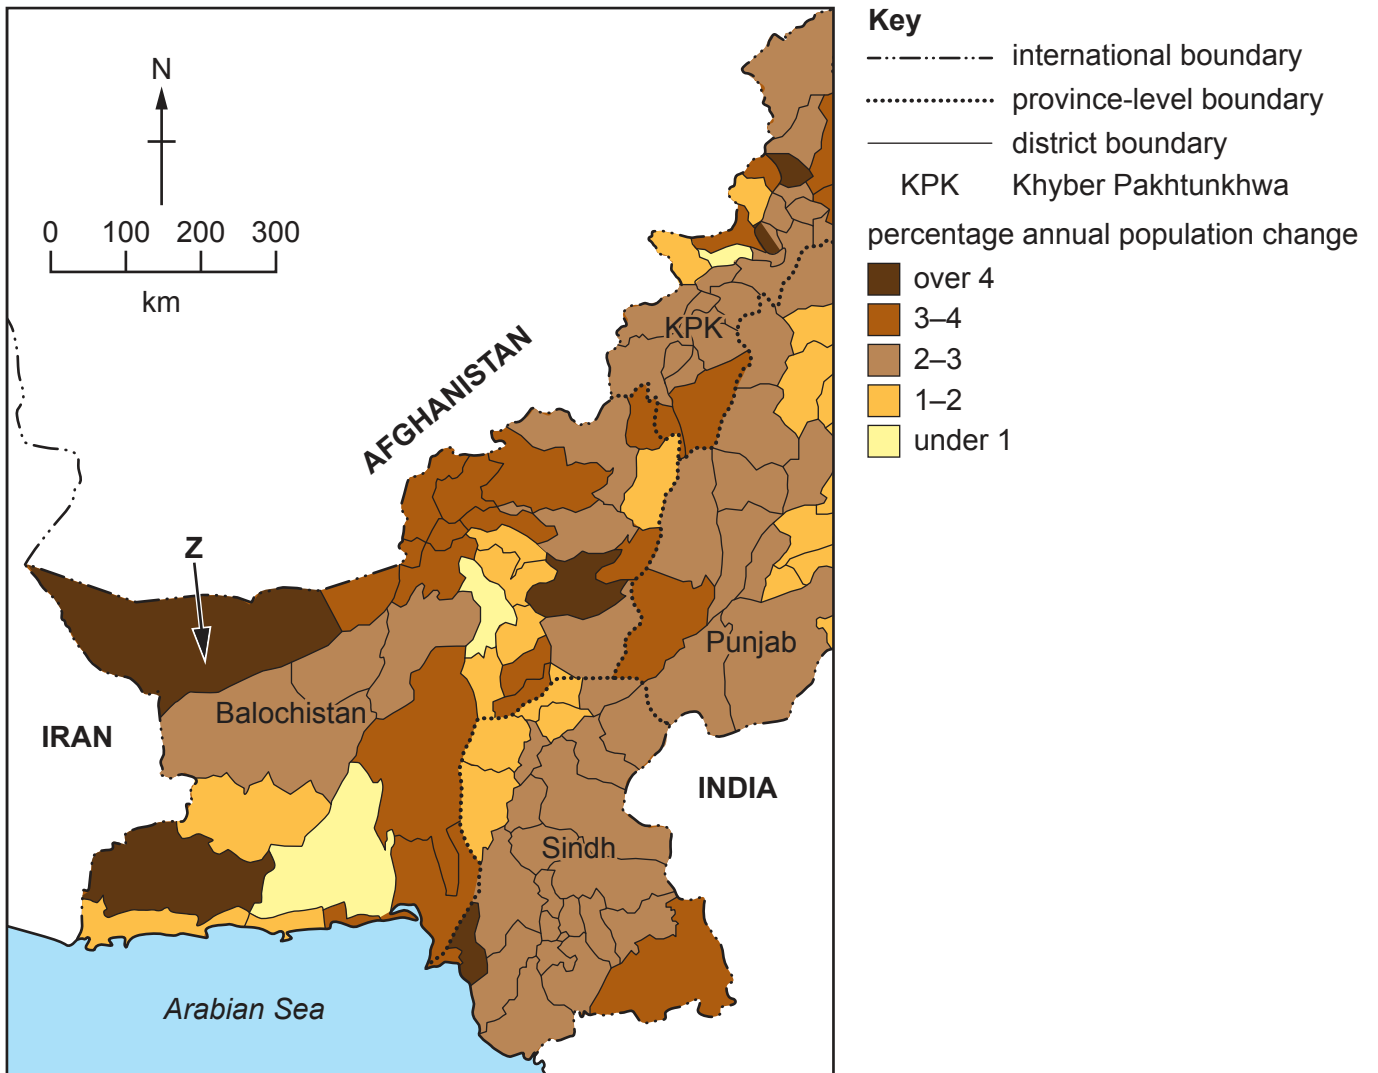 N
0 100 200 300
km
AFGHANISTAN
KPK
Z
Punjab
Balochistan
IRAN
INDIA
Sindh
Arabian Sea
Key
international boundary
province-level boundary
district boundary
KPK Khyber Pakhtunkhwa
percentage annual population change
over 4
3–4
2–3
1–2
under 1